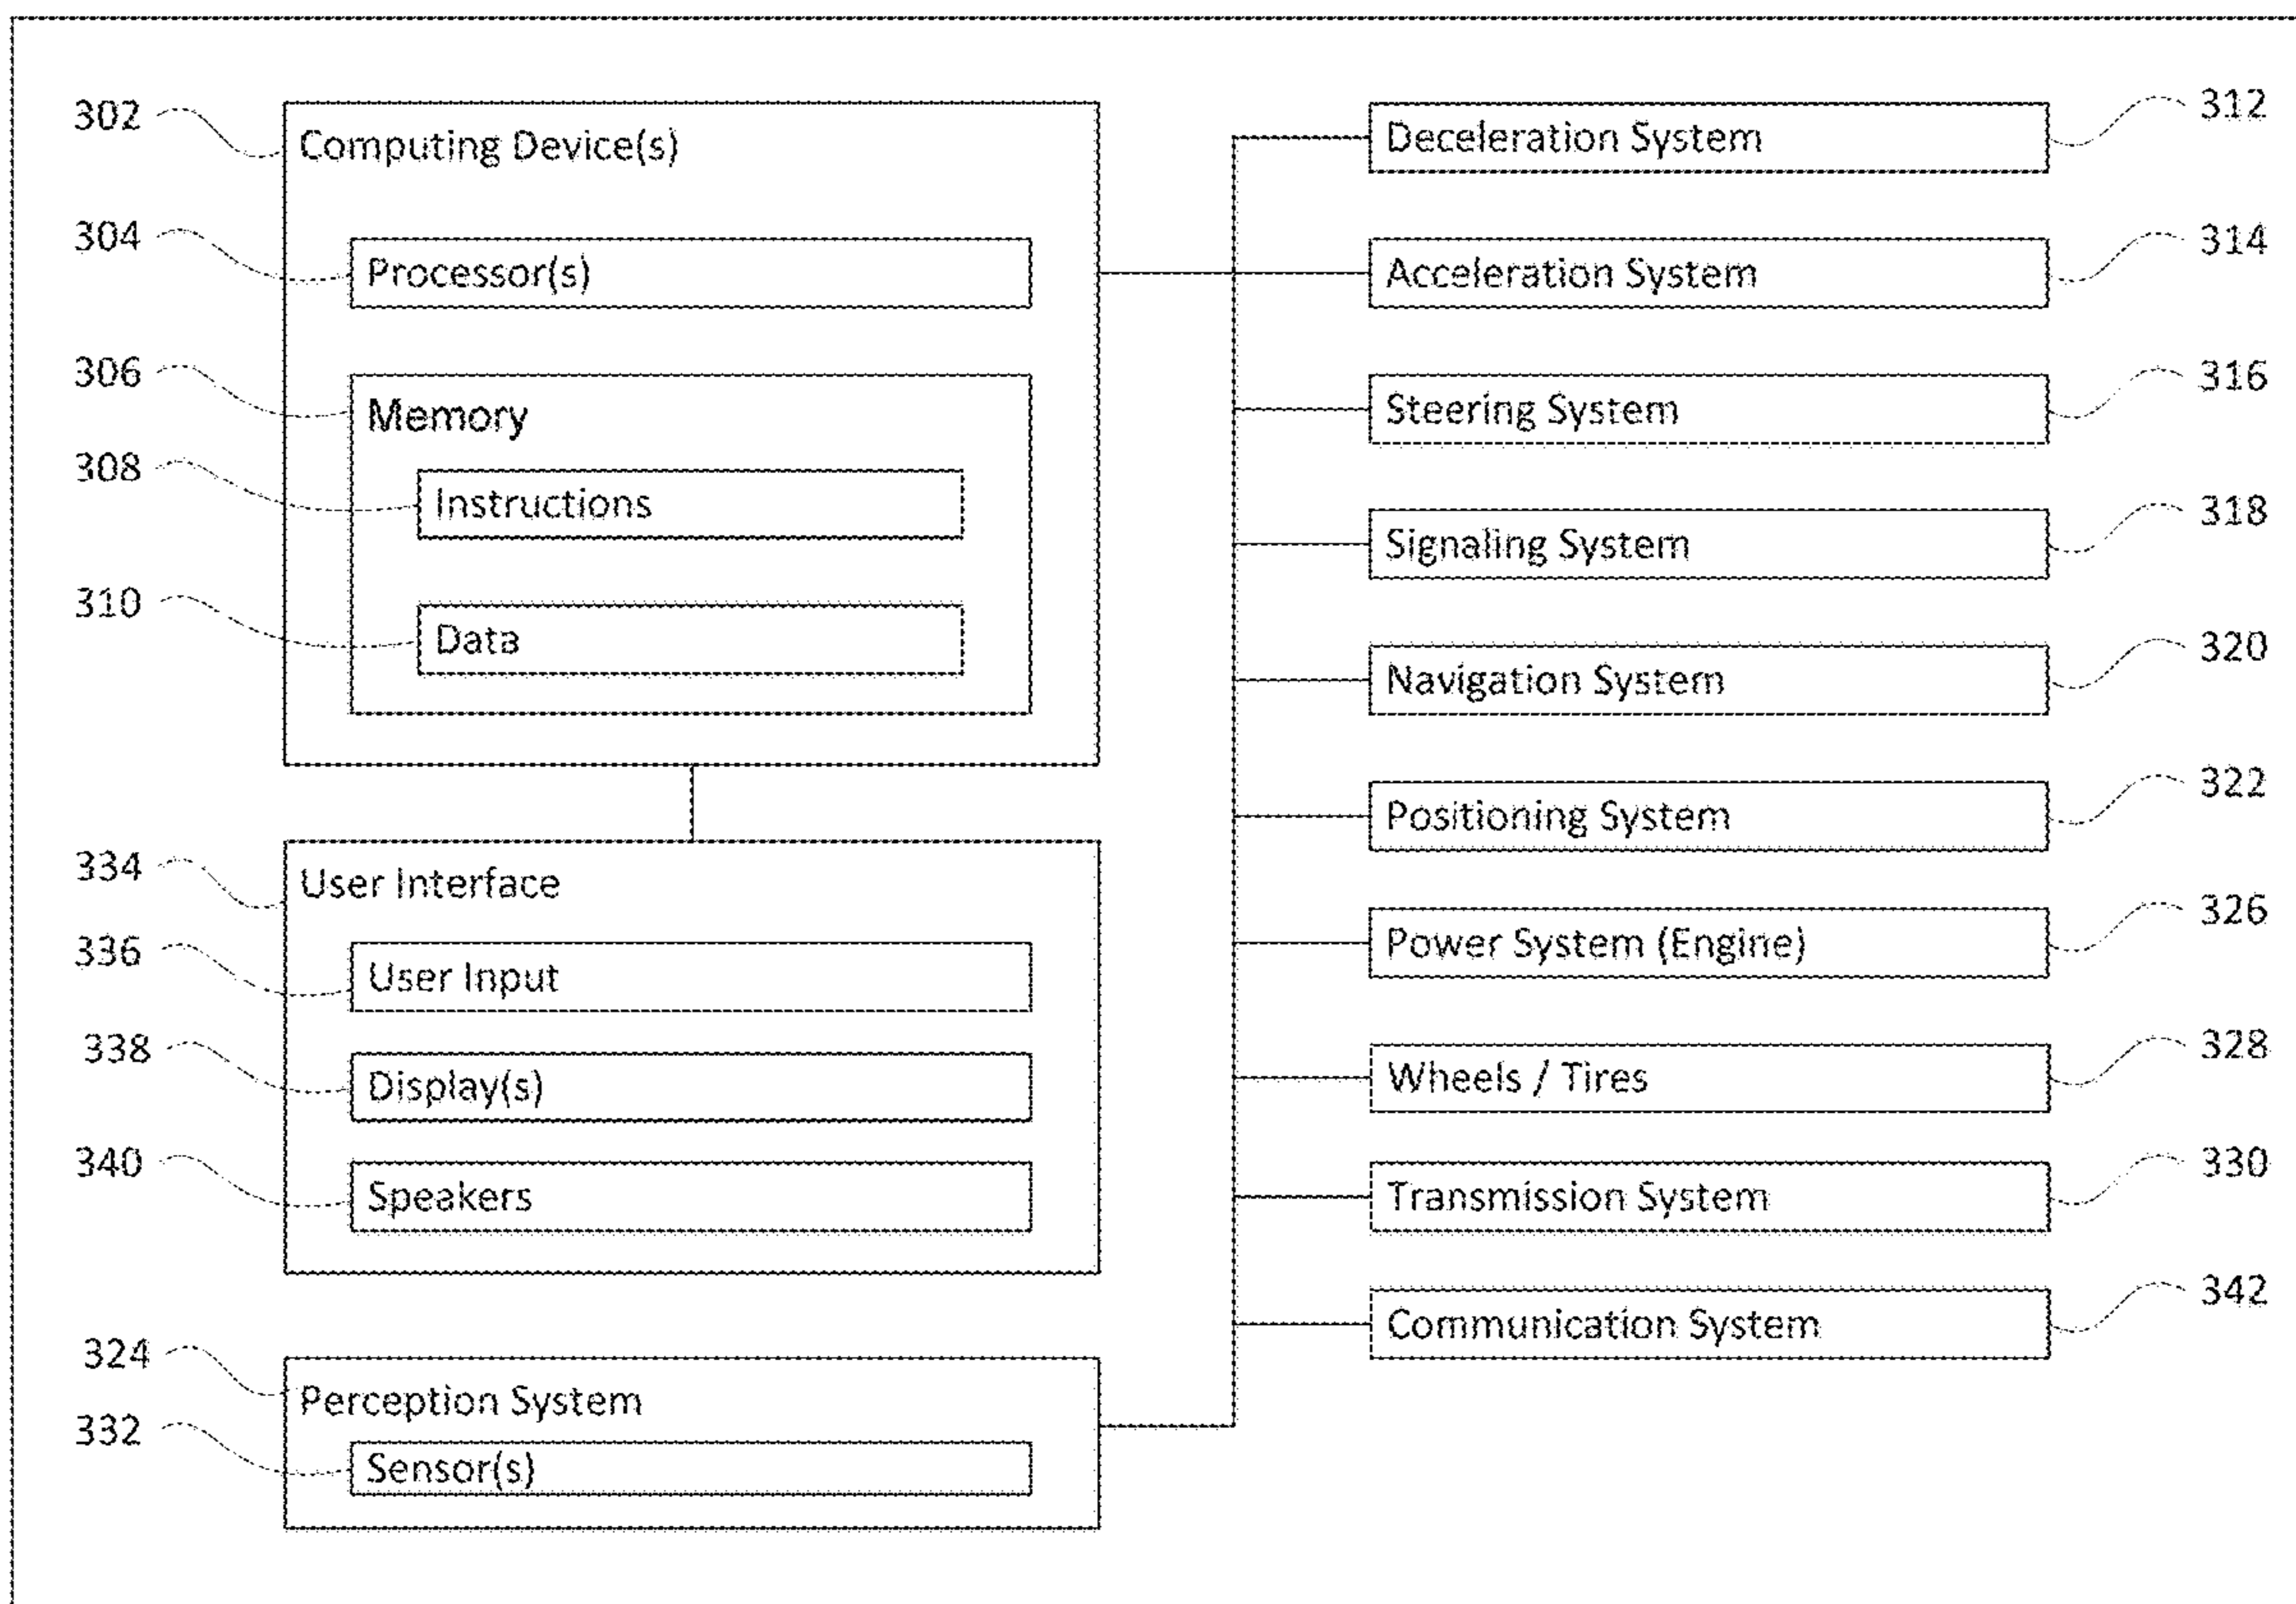 302
Computing Device(s)
304
Processor(s)
306
Memory
308
Instructions
310
Data
334
User Interface
336
User Input
338
Display(s)
340
Speakers
324
Perception System
332
Sensor(s)
Deceleration System
312
Acceleration System
314
Steering System
316
Signaling System
318
Navigation System
320
Positioning System
322
Power System (Engine)
326
Wheels / Tires
328
Transmission System
330
Communication System
342